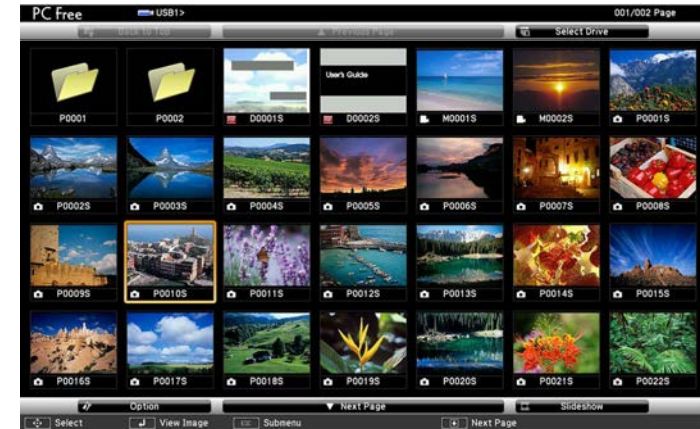 PC Free USB1> 001/002 Page
Back to Top Previous Page Select Drive
User's Guide
P0001 P0002 D0001S D0002S M0001S M0002S P0001S
P0002S P0003S P0004S P0005S P0006S P0007S P0008S
P0009S P0010S P0011S P0012S P0013S P0014S P0015S
P0016S P0017S P0018S P0019S P0020S P0021S P0022S
Option Next Page Slideshow
Select View Image Submenu Next Page